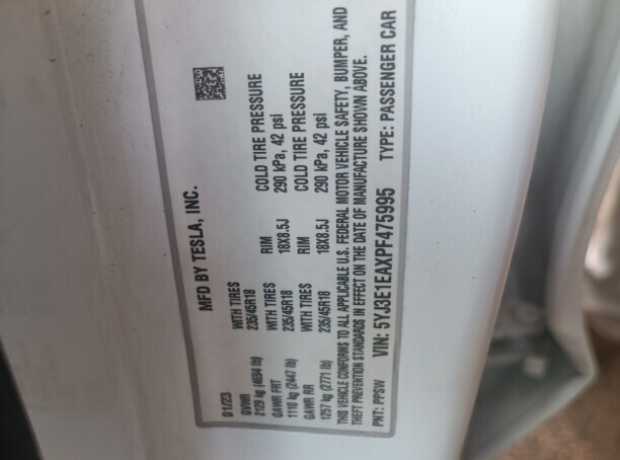 MFD BY TESLA, INC.
01/23
GVWR
2129 kg (4694 lb)
WITH TIRES
235/45R18
COLD TIRE PRESSURE
290 kPa, 42 psi
GAWR FRT
1110 kg (2447 lb)
WITH TIRES
235/45R18
RIM
18X8.5J
COLD TIRE PRESSURE
290 kPa, 42 psi
GAWR RR
1257 kg (2771 lb)
WITH TIRES
235/45R18
RIM
18X8.5J
THIS VEHICLE CONFORMS TO ALL APPLICABLE U.S. FEDERAL MOTOR VEHICLE SAFETY, BUMPER, AND
THEFT PREVENTION STANDARDS IN EFFECT ON THE DATE OF MANUFACTURE SHOWN ABOVE.
VIN: 5YJ3E1EAXPF475995
PNT: PPSW
TYPE: PASSENGER CAR